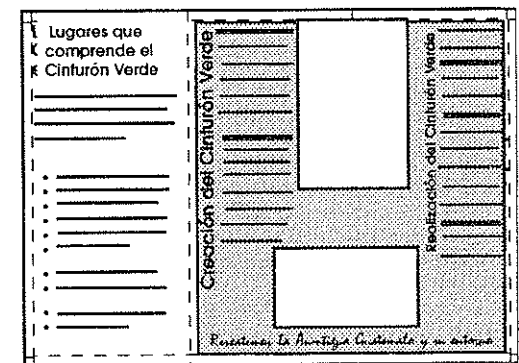 Lugares que
comprende el
Cinturón Verde
Creación del Cinturón Verde
Realización del Cinturón Verde
Rescatemos La Antigua Guatemala y su entorno